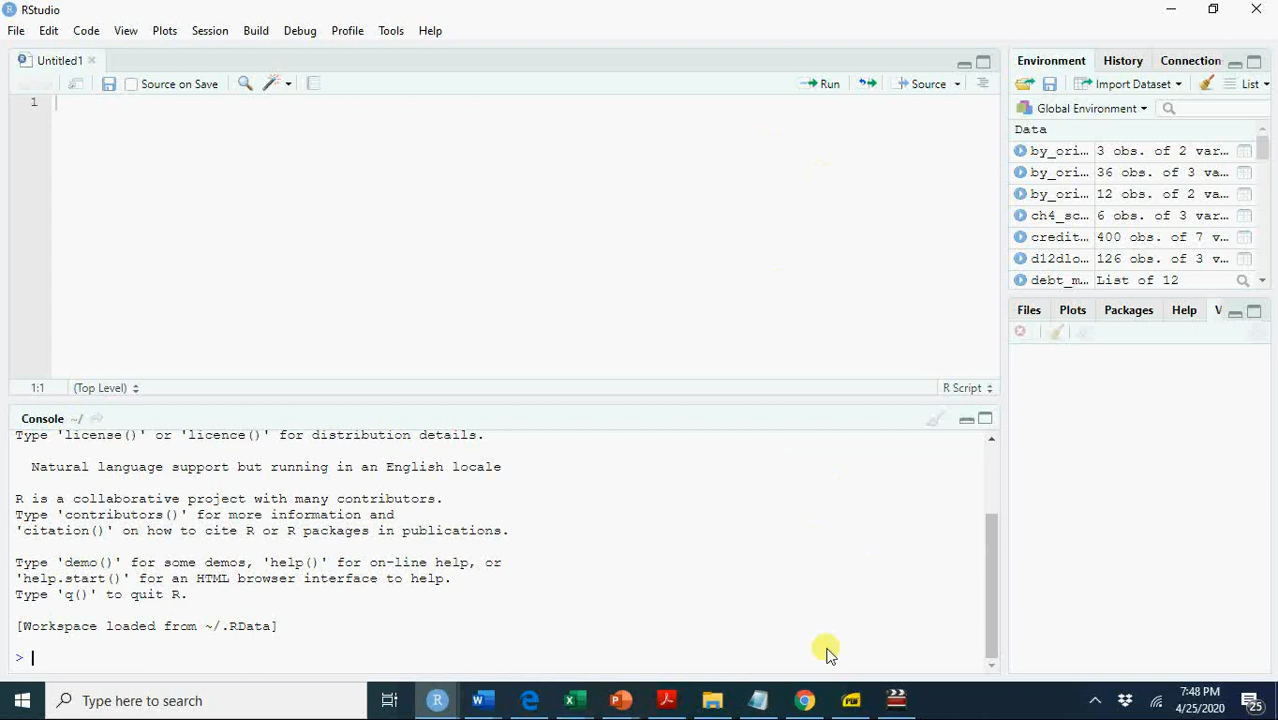 RStudio
File Edit Code View Plots Session Build Debug Profile Tools Help
Untitled1
Source on Save
Run
Source
1
1:1 (Top Level)
R Script
Console ~/
Type 'license()' or 'licence()' for distribution details.
Natural language support but running in an English locale
R is a collaborative project with many contributors.
Type 'contributors()' for more information and
'citation()' on how to cite R or R packages in publications.
Type 'demo()' for some demos, 'help()' for on-line help, or
'help.start()' for an HTML browser interface to help.
Type 'q()' to quit R.
[Workspace loaded from ~/.RData]
>
Environment History Connection
Import Dataset List
Global Environment
Data
by_ori… 3 obs. of 2 var…
by_ori… 36 obs. of 3 va…
by_ori… 12 obs. of 2 va…
ch4_sc… 6 obs. of 3 var…
credit… 400 obs. of 7 v…
d12dlo… 126 obs. of 3 v…
debt_m… List of 12
Files Plots Packages Help V
Type here to search
7:48 PM
4/25/2020
25